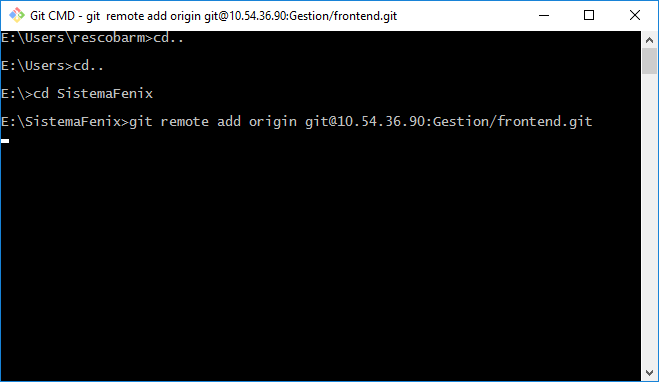 Git CMD - git  remote add origin git@10.54.36.90:Gestion/frontend.git
E:\Users\rescobarm>cd..
E:\Users>cd..
E:\>cd SistemaFenix
E:\SistemaFenix>git remote add origin git@10.54.36.90:Gestion/frontend.git